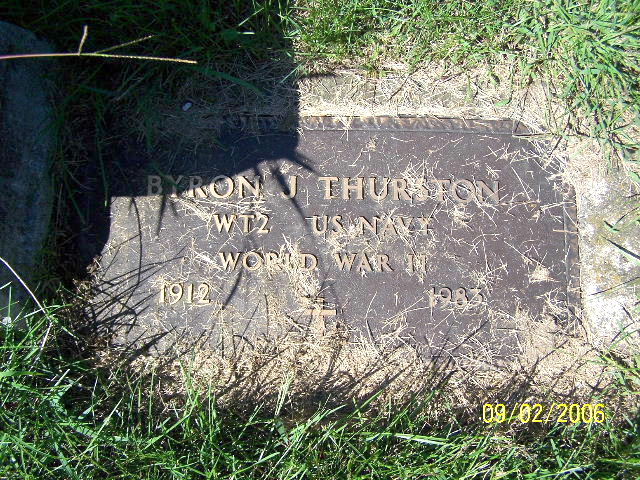 BYRON J THURSTON
WT2 US NAVY
WORLD WAR II
1912 1983
09/02/2006